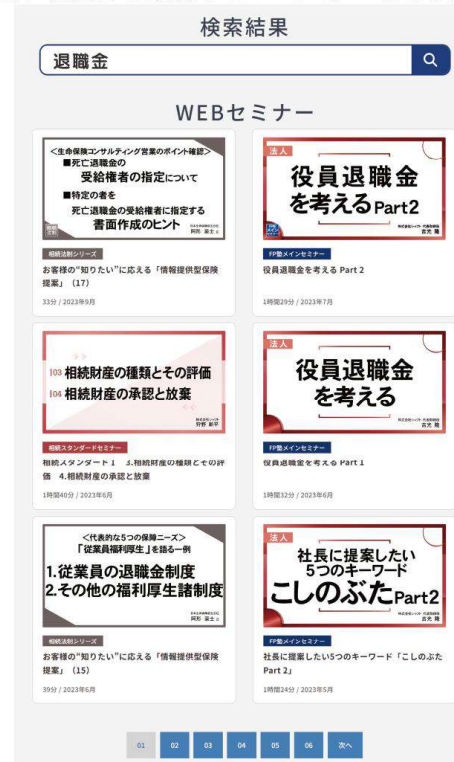 検索結果
退職金
WEBセミナー
<生命保険コンサルティング営業のポイント確認>
■死亡退職金の
受給権者の指定について
■特定の者を
死亡退職金の受給権者に指定する
書面作成のヒント
相続法制シリーズ
お客様の“知りたい”に応える「情報提供型保険
提案」（17）
33分 / 2023年9月
法人
役員退職金
を考える Part2
FP塾メインセミナー
役員退職金を考える Part 2
1時間29分 / 2023年7月
103 相続財産の種類とその評価
104 相続財産の承認と放棄
相続スタンダードセミナー
相続スタンダード 1 3.相続財産の種類とその評
価 4.相続財産の承認と放棄
1時間40分 / 2023年6月
法人
役員退職金
を考える
FP塾メインセミナー
役員退職金を考える Part 1
1時間32分 / 2023年6月
<代表的な5つの保障ニーズ>
「従業員福利厚生」を語る一例
1.従業員の退職金制度
2.その他の福利厚生諸制度
相続法制シリーズ
お客様の“知りたい”に応える「情報提供型保険
提案」（15）
39分 / 2023年6月
法人
社長に提案したい
5つのキーワード
こしのぶた Part2
FP塾メインセミナー
社長に提案したい5つのキーワード「こしのぶた
Part 2」
1時間24分 / 2023年5月
01 02 03 04 05 06 次へ